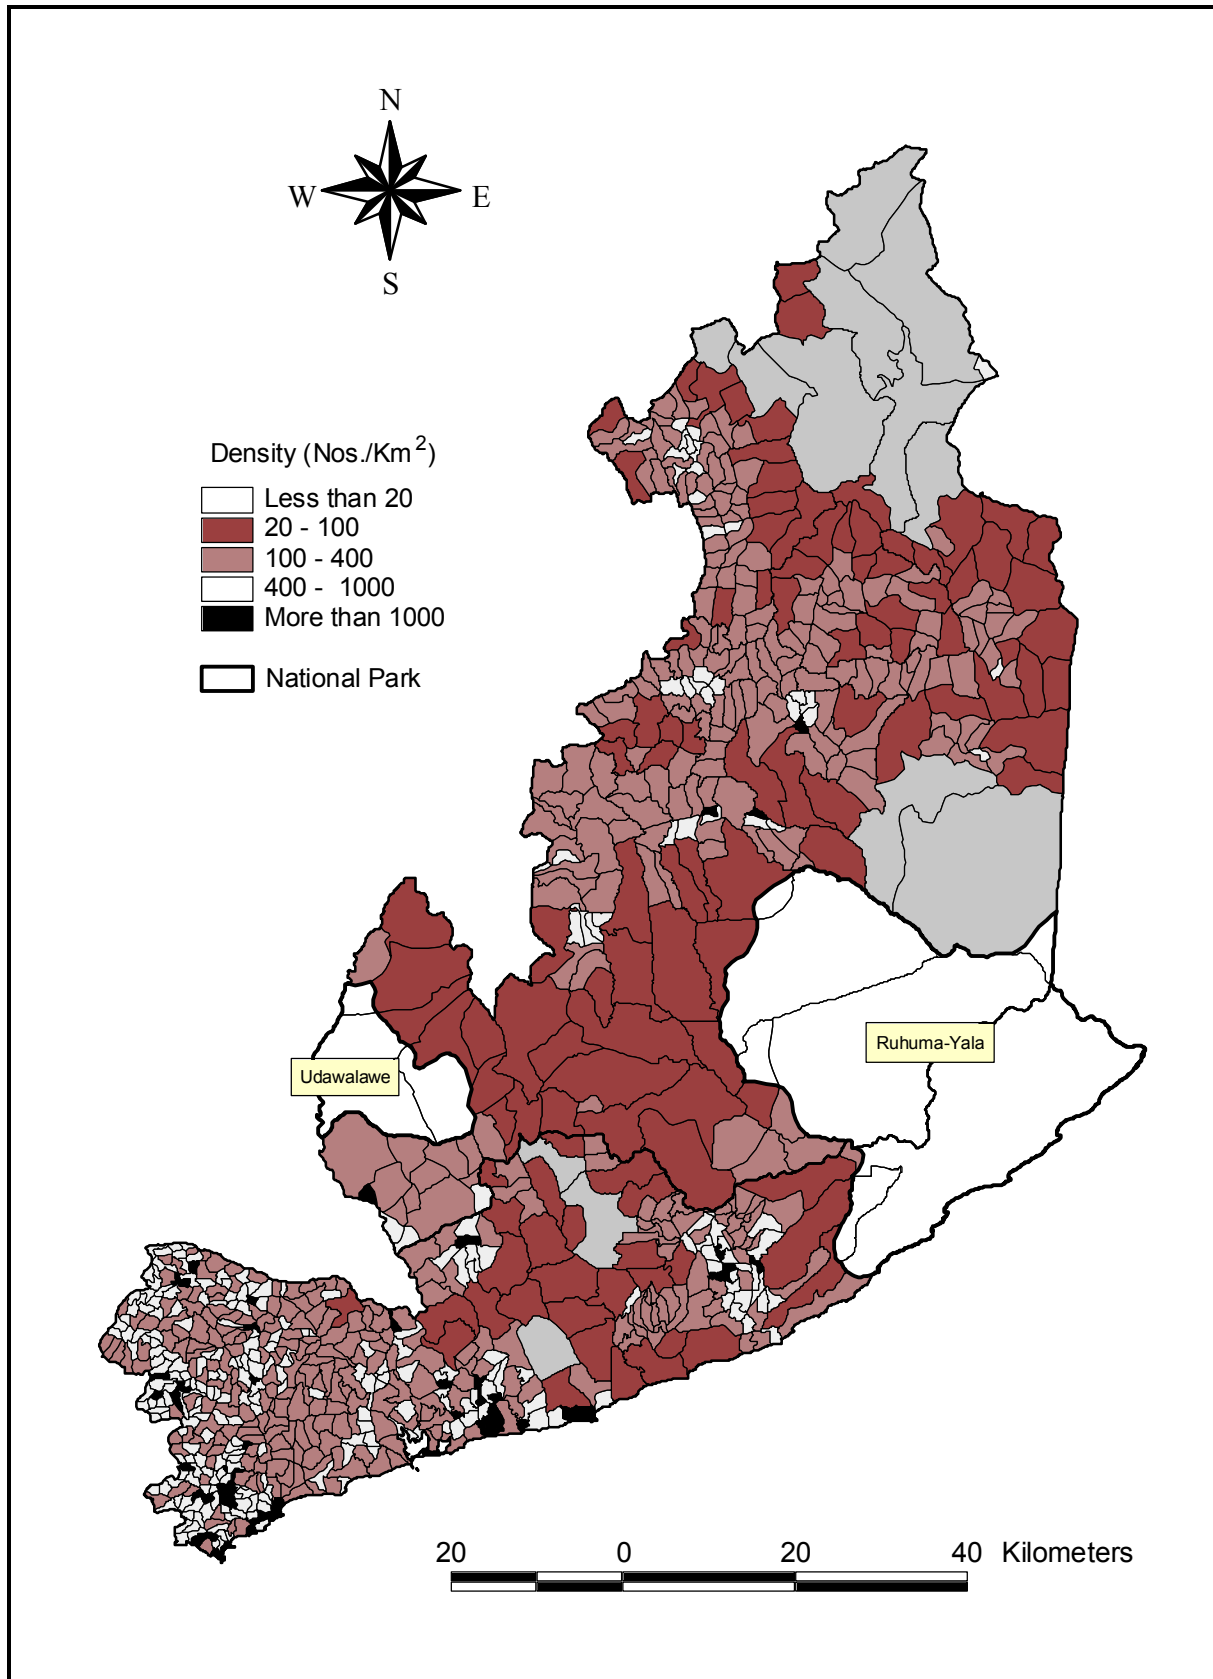 N
W E
S
Density (Nos./Km²)
Less than 20
20 - 100
100 - 400
400 - 1000
More than 1000
National Park
Ruhuma-Yala
Udawalawe
20 0 20 40 Kilometers